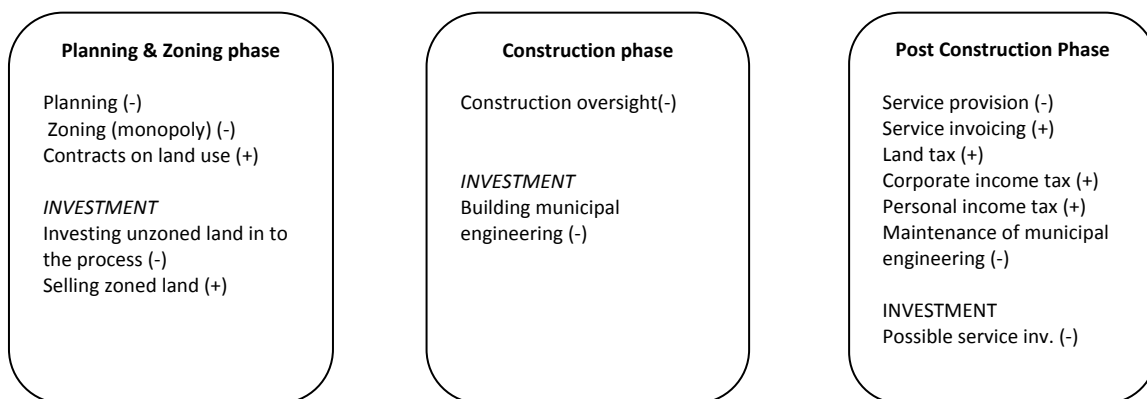 Planning & Zoning phase
Planning (-)
Zoning (monopoly) (-)
Contracts on land use (+)
INVESTMENT
Investing unzoned land in to
the process (-)
Selling zoned land (+)
Construction phase
Construction oversight(-)
INVESTMENT
Building municipal
engineering (-)
Post Construction Phase
Service provision (-)
Service invoicing (+)
Land tax (+)
Corporate income tax (+)
Personal income tax (+)
Maintenance of municipal
engineering (-)
INVESTMENT
Possible service inv. (-)